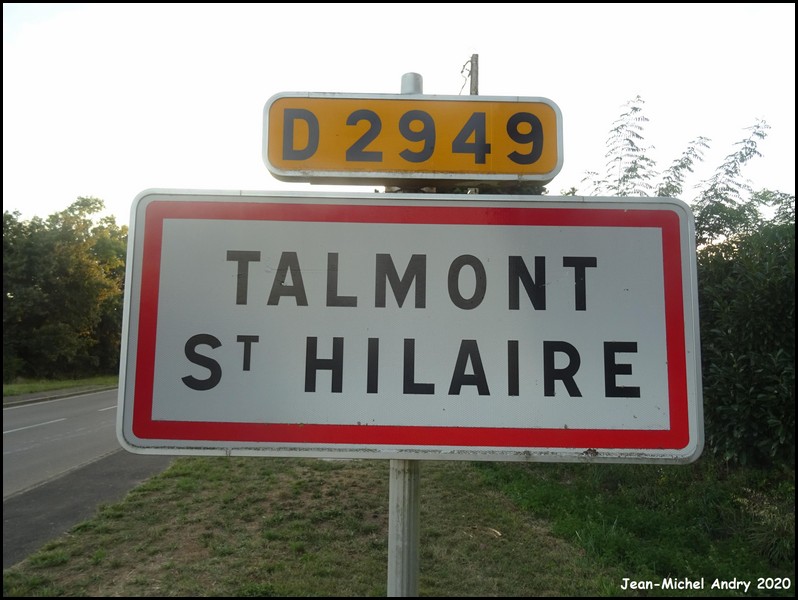 D 2949
TALMONT
ST HILAIRE
Jean-Michel Andry 2020